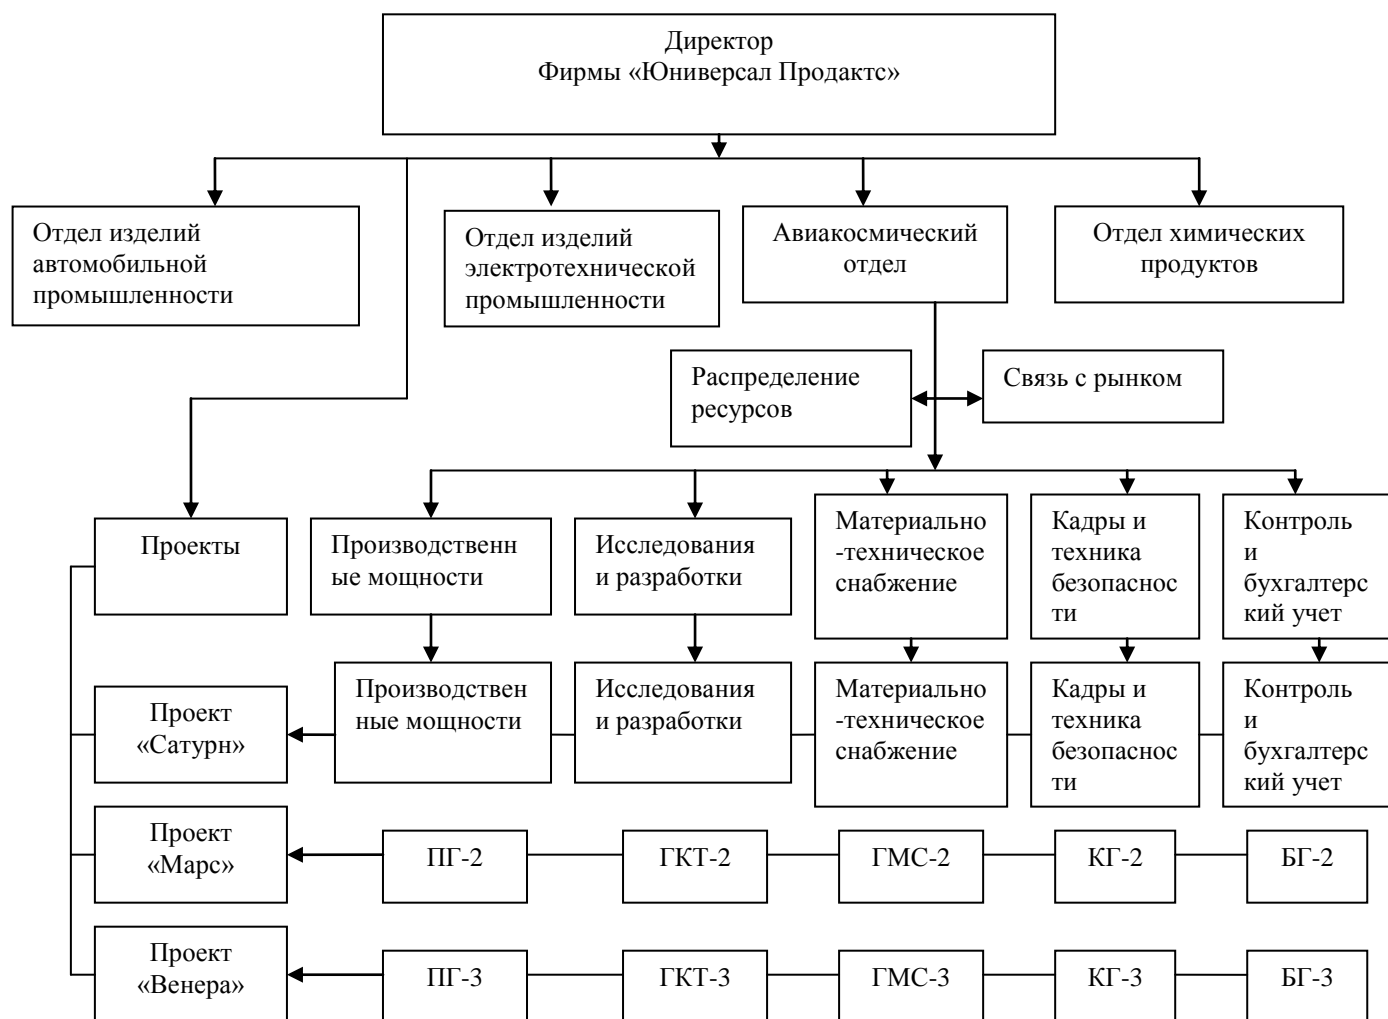 Директор
Фирмы «Юниверсал Продактс»
Отдел изделий
автомобильной
промышленности
Отдел изделий
электротехнической
промышленности
Авиакосмический
отдел
Отдел химических
продуктов
Распределение
ресурсов
Связь с рынком
Проекты
Производственн
ые мощности
Исследования
и разработки
Материально
-техническое
снабжение
Кадры и
техника
безопаснос
ти
Контроль
и
бухгалтерс
кий учет
Проект
«Сатурн»
Производствен
ные мощности
Исследования
и разработки
Материально
-техническое
снабжение
Кадры и
техника
безопаснос
ти
Контроль
и
бухгалтерс
кий учет
Проект
«Марс»
ПГ-2
ГКТ-2
ГМС-2
КГ-2
БГ-2
Проект
«Венера»
ПГ-3
ГКТ-3
ГМС-3
КГ-3
БГ-3